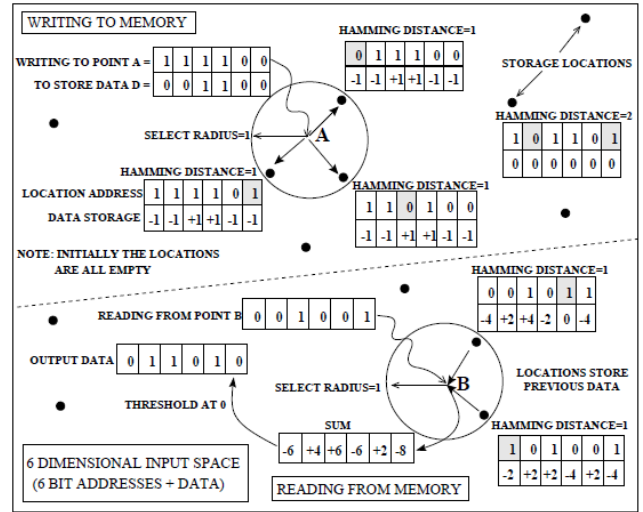 WRITING TO MEMORY
HAMMING DISTANCE=1
0 1 1 1 0 0
-1 -1 +1 +1 -1 -1
WRITING TO POINT A = 1 1 1 1 0 0
TO STORE DATA D = 0 0 1 1 0 0
STORAGE LOCATIONS
SELECT RADIUS=1
A
HAMMING DISTANCE=2
1 0 1 1 0 1
0 0 0 0 0 0
HAMMING DISTANCE=1
LOCATION ADDRESS 1 1 1 1 0 1
DATA STORAGE -1 -1 +1 +1 -1 -1
HAMMING DISTANCE=1
1 1 0 1 0 0
-1 -1 +1 +1 -1 -1
NOTE: INITIALLY THE LOCATIONS
ARE ALL EMPTY
HAMMING DISTANCE=1
0 0 1 0 1 1
-4 +2 +4 -2 0 -4
READING FROM POINT B 0 0 1 0 0 1
OUTPUT DATA 0 1 1 0 1 0
SELECT RADIUS=1
B
LOCATIONS STORE
PREVIOUS DATA
THRESHOLD AT 0
SUM
-6 +4 +6 -6 +2 -8
HAMMING DISTANCE=1
1 0 1 0 0 1
-2 +2 +2 -4 +2 -4
6 DIMENSIONAL INPUT SPACE
(6 BIT ADDRESSES + DATA)
READING FROM MEMORY